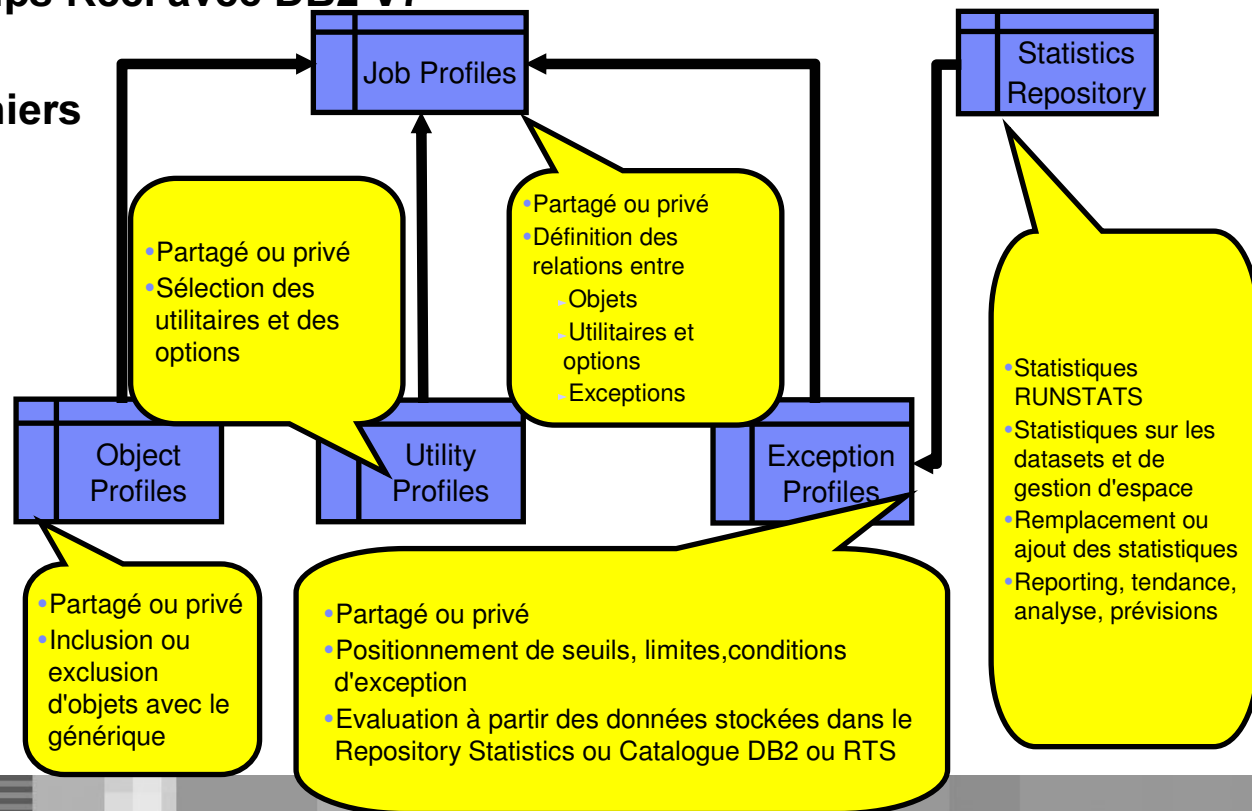 avec DB2 V7
Job Profiles
Statistics
Repository
•Partagé ou privé
•Sélection des
utilitaires et des
options
•Partagé ou privé
•Définition des
relations entre
Objets
Utilitaires et
options
Exceptions
•Statistiques
RUNSTATS
•Statistiques sur les
datasets et de
gestion d'espace
•Remplacement ou
ajout des statistiques
•Reporting, tendance,
analyse, prévisions
Object
Profiles
Utility
Profiles
Exception
Profiles
•Partagé ou privé
•Inclusion ou
exclusion
d'objets avec le
générique
•Partagé ou privé
•Positionnement de seuils, limites,conditions
d'exception
•Evaluation à partir des données stockées dans le
Repository Statistics ou Catalogue DB2 ou RTS